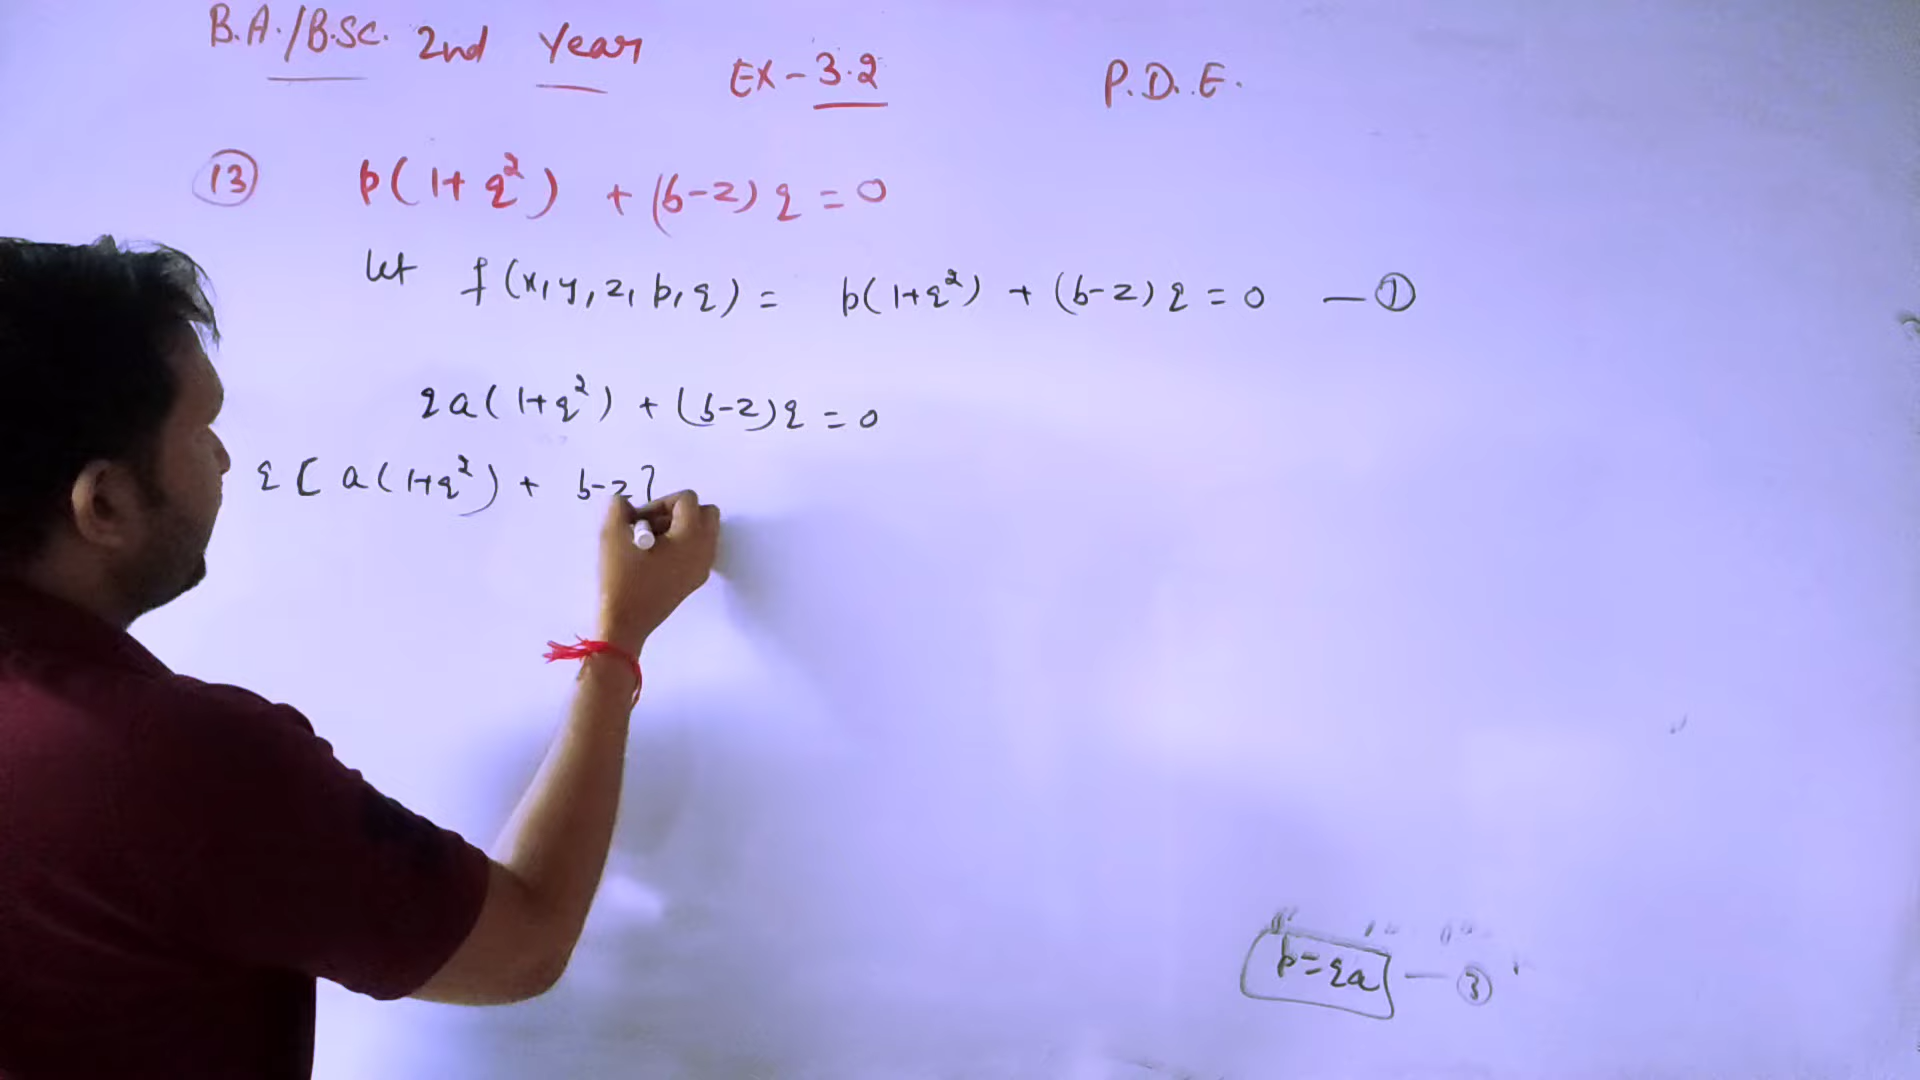 B.A./B.Sc. 2nd Year EX-3.2 P.D.E.
(13) p(1+q²) + (b-z)q = 0
let f(x,y,z,p,q) = p(1+q²) + (b-z)q = 0 — (1)
qa(1+q²) + (b-z)q = 0
q[a(1+q²) + b-z]
p=qa — (3)